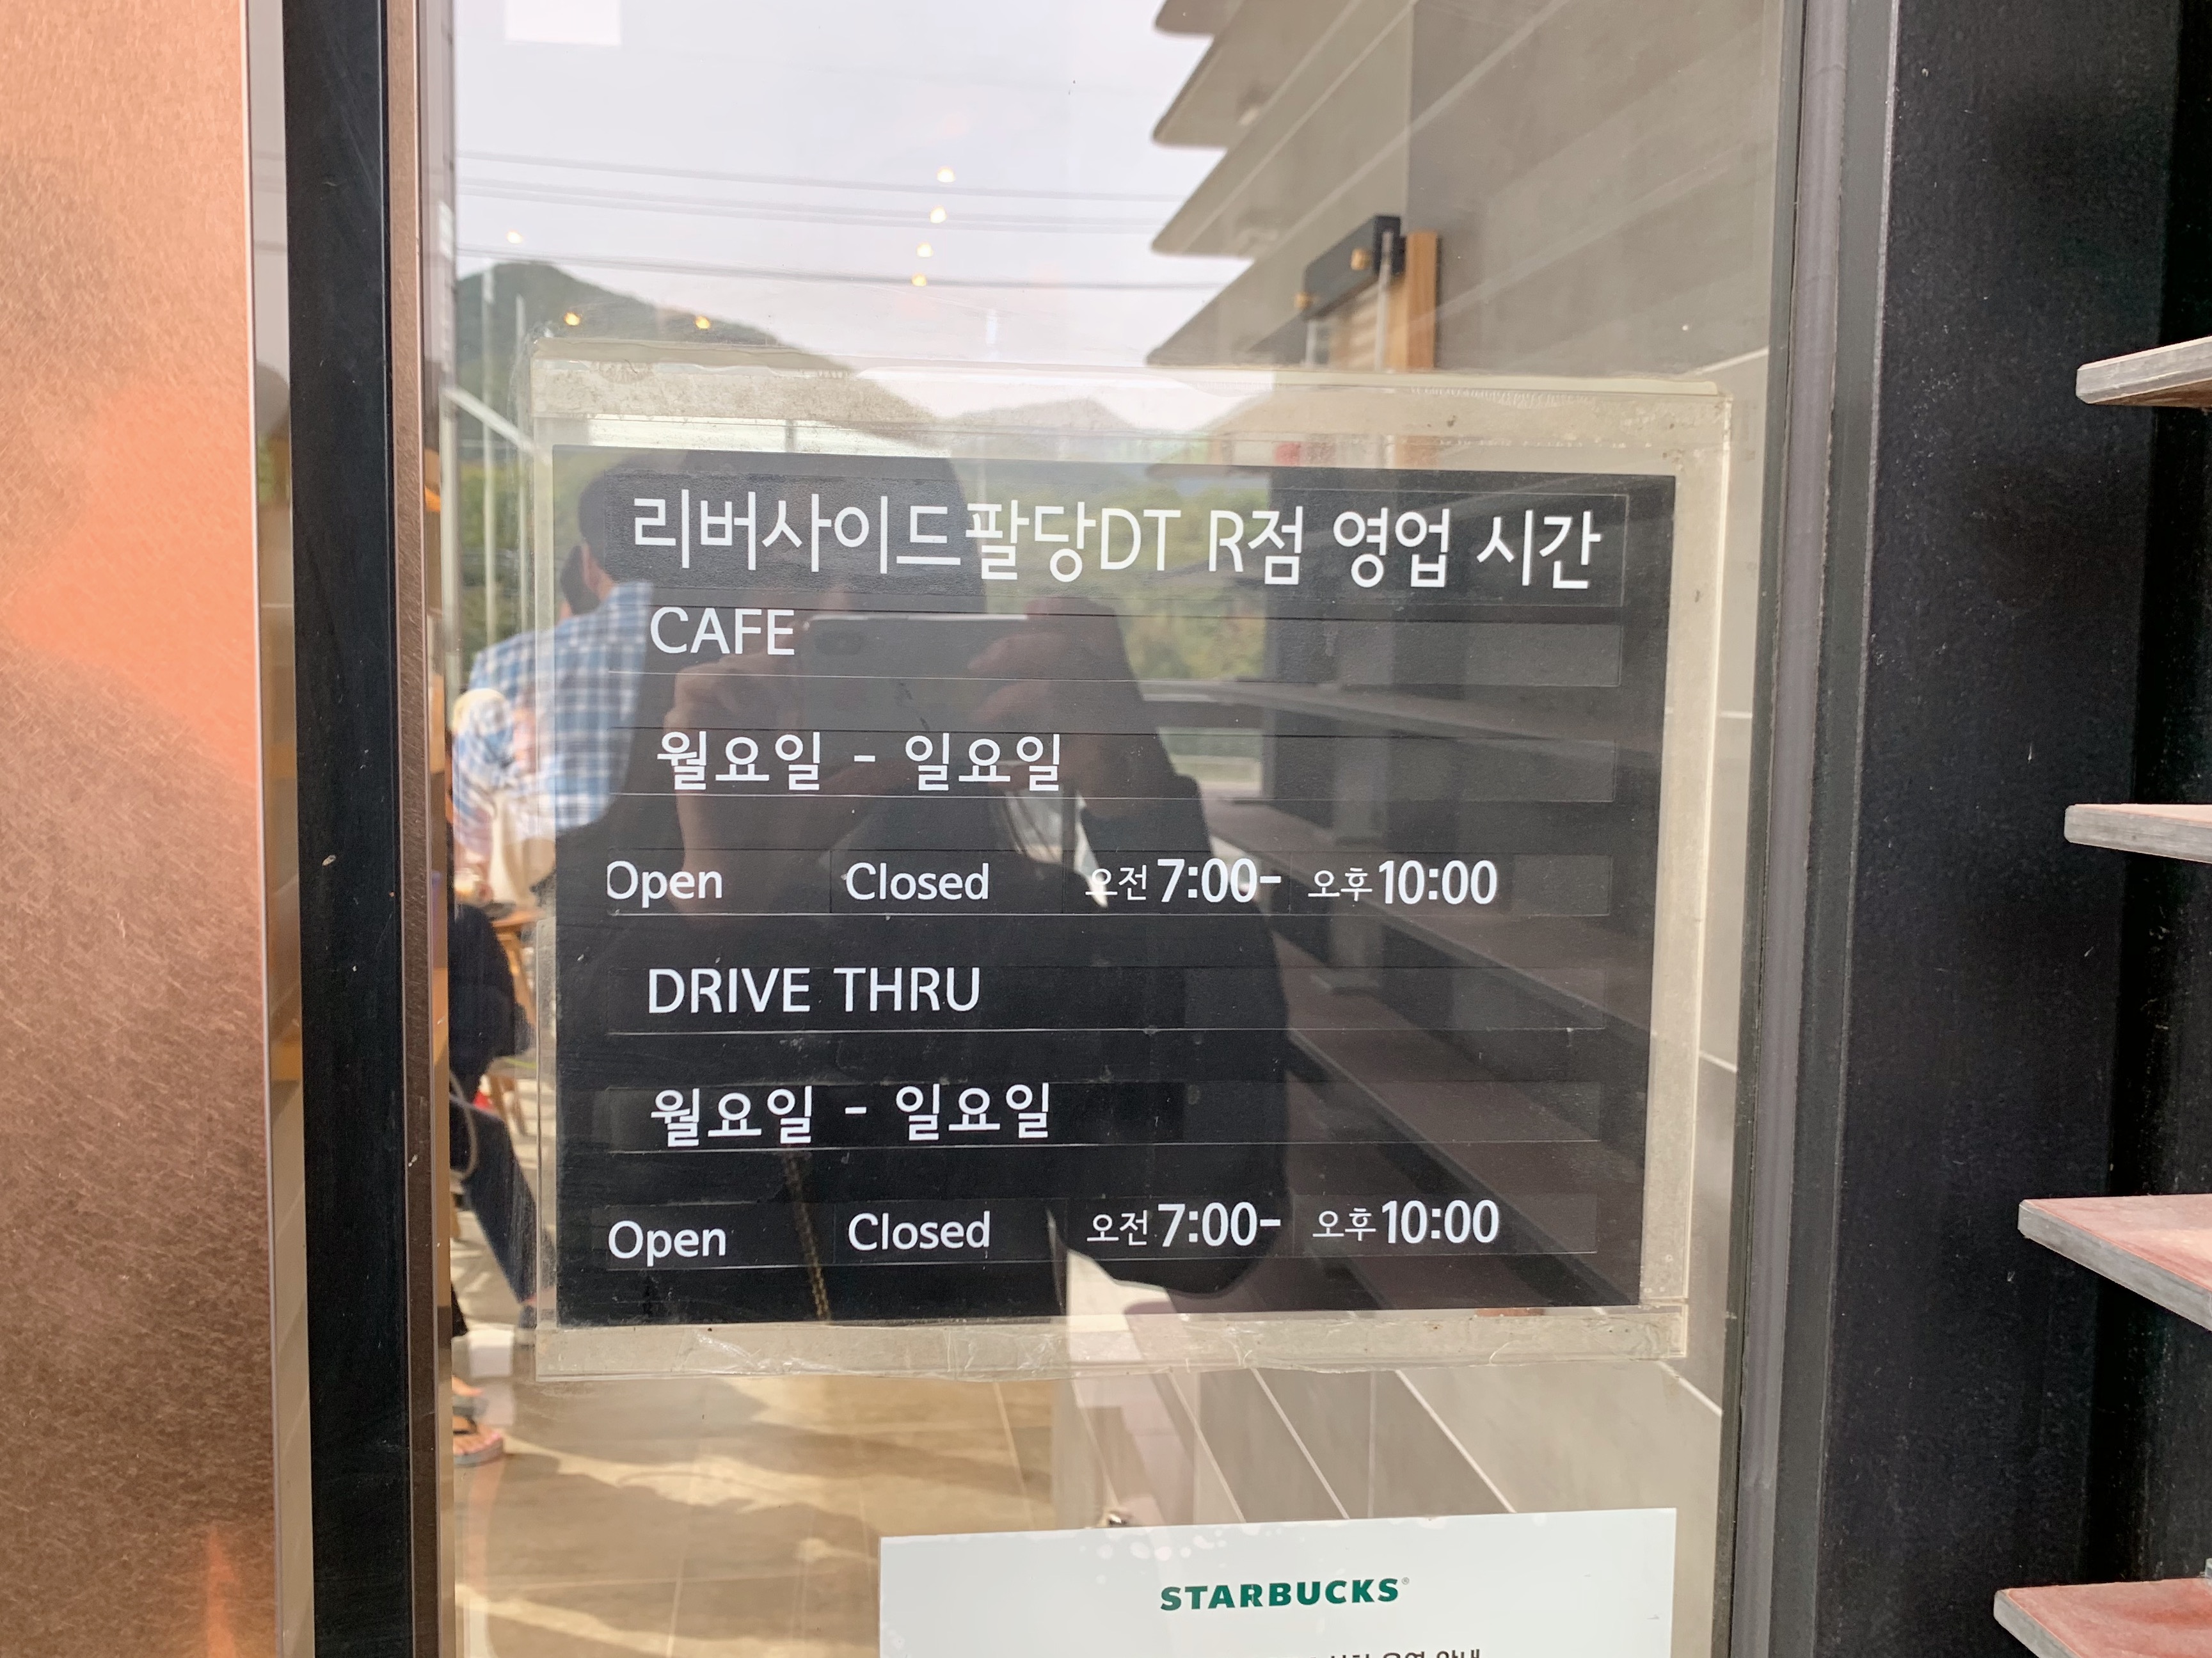 리버사이드팔당DT R점 영업 시간
CAFE
월요일 - 일요일
Open Closed 오전 7:00- 오후 10:00
DRIVE THRU
월요일 - 일요일
Open Closed 오전 7:00- 오후 10:00
STARBUCKS®